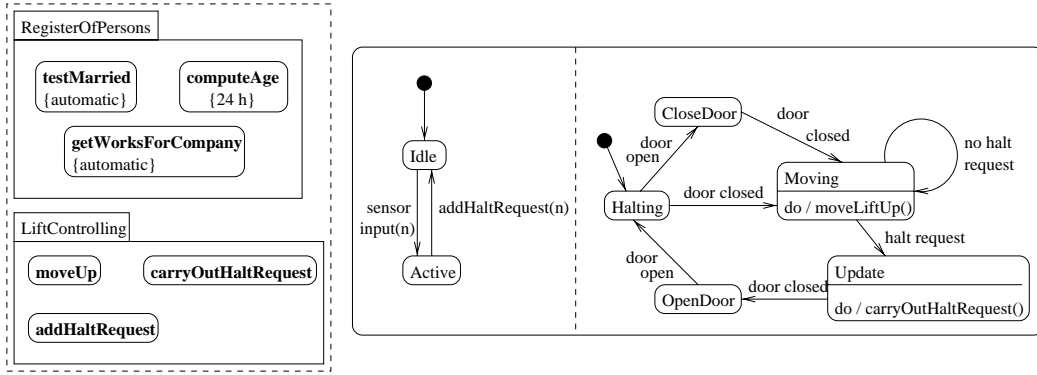 RegisterOfPersons
testMarried
{automatic}
computeAge
{24 h}
getWorksForCompany
{automatic}
LiftControlling
moveUp
carryOutHaltRequest
addHaltRequest
Idle
sensor
input(n)
addHaltRequest(n)
Active
CloseDoor
door
closed
door
open
no halt
request
Moving
do / moveLiftUp()
Halting
door closed
halt request
door
open
Update
door closed
OpenDoor
do / carryOutHaltRequest()